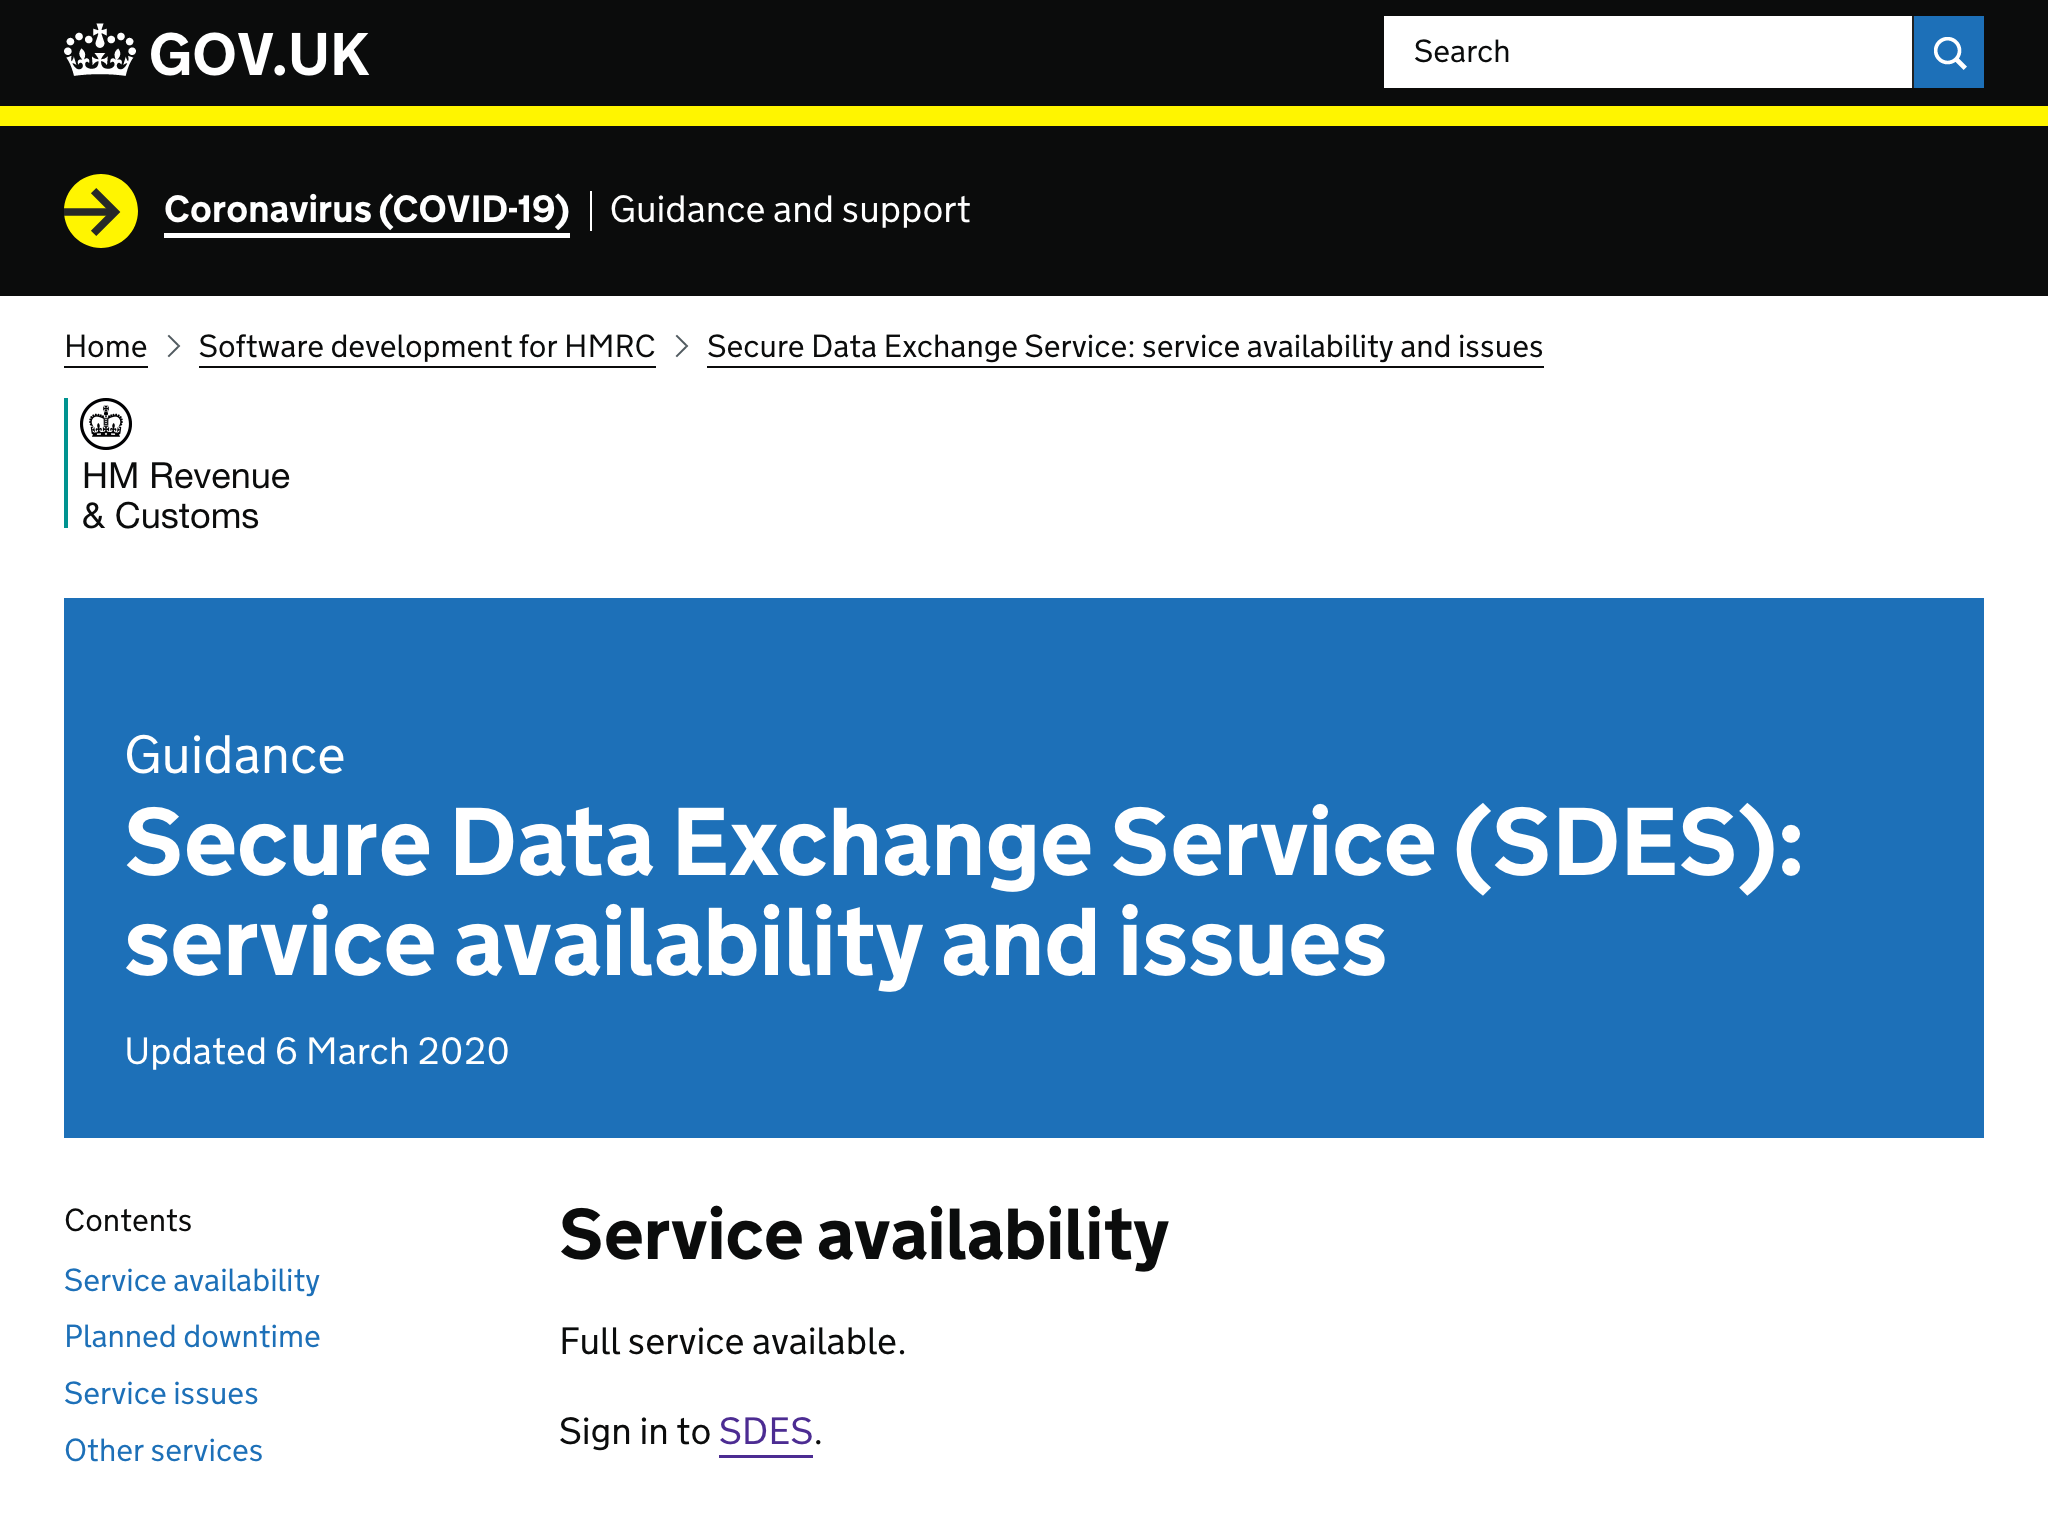 GOV.UK
Search
Coronavirus (COVID-19) Guidance and support
Home > Software development for HMRC > Secure Data Exchange Service: service availability and issues
HM Revenue
& Customs
Guidance
Secure Data Exchange Service (SDES):
service availability and issues
Updated 6 March 2020
Contents
Service availability
Planned downtime
Service issues
Other services
Service availability
Full service available.
Sign in to SDES.